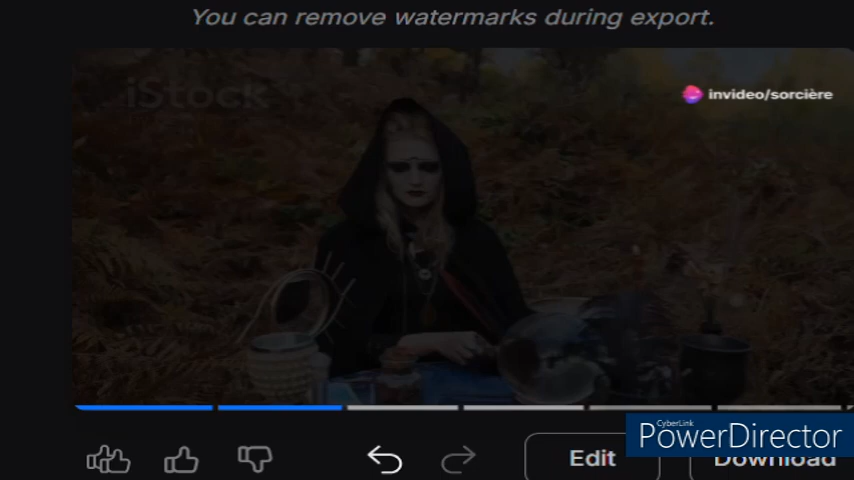 You can remove watermarks during export.
iStock
invideo/sorcière
CyberLink
PowerDirector
Edit
Download